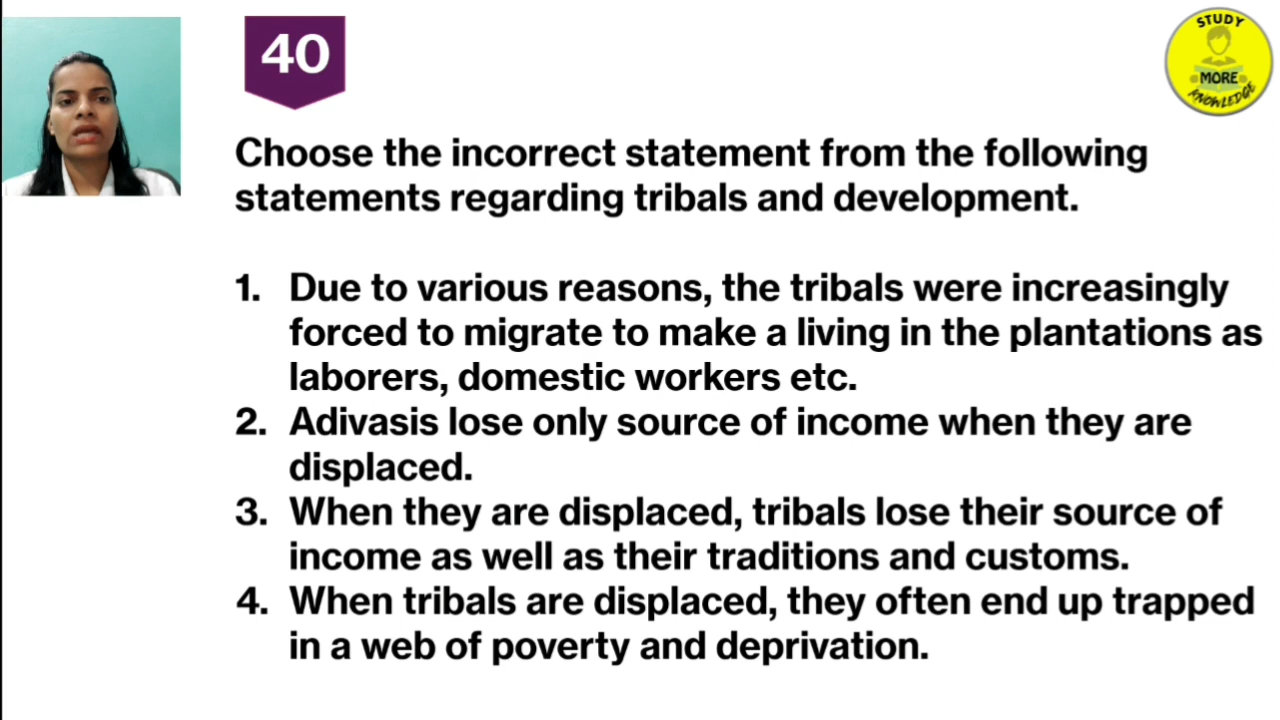 40
STUDY
MORE
KNOWLEDGE
Choose the incorrect statement from the following
statements regarding tribals and development.
1. Due to various reasons, the tribals were increasingly
forced to migrate to make a living in the plantations as
laborers, domestic workers etc.
2. Adivasis lose only source of income when they are
displaced.
3. When they are displaced, tribals lose their source of
income as well as their traditions and customs.
4. When tribals are displaced, they often end up trapped
in a web of poverty and deprivation.